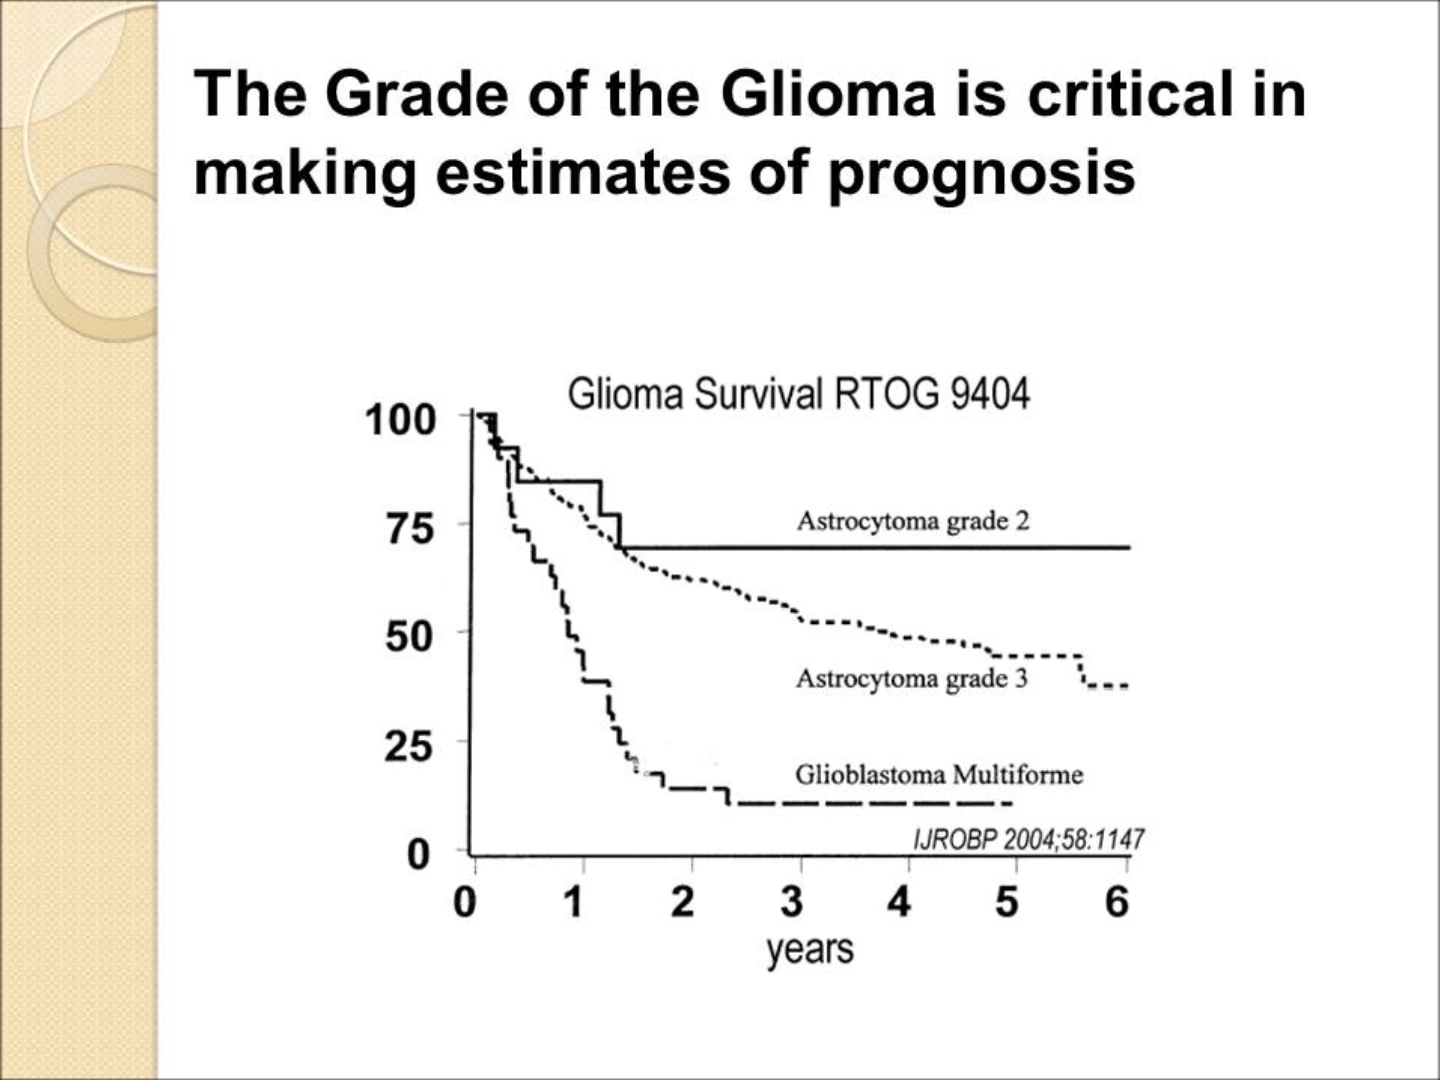 The Grade of the Glioma is critical in
making estimates of prognosis
Glioma Survival RTOG 9404
100
75
50
25
0
Astrocytoma grade 2
Astrocytoma grade 3
Glioblastoma Multiforme
IJROBP 2004;58:1147
0 1 2 3 4 5 6
years